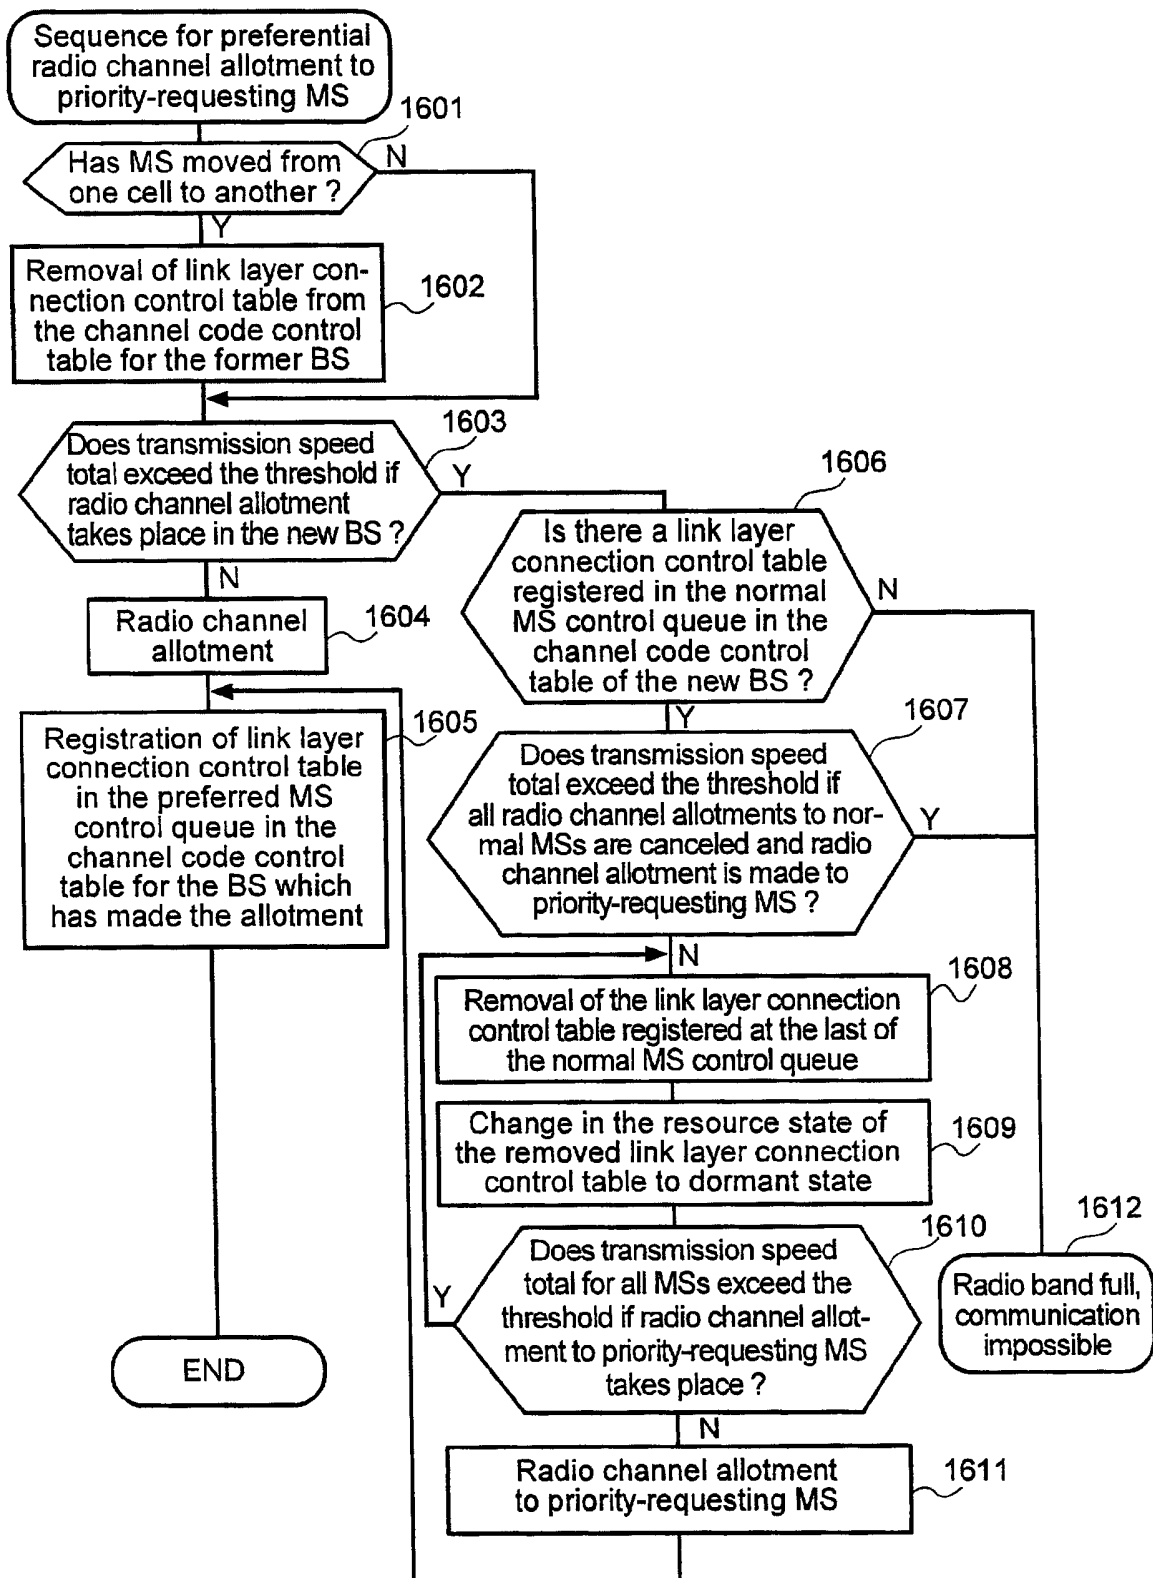 Sequence for preferential
radio channel allotment to
priority-requesting MS
1601
Has MS moved from
one cell to another ?
N
Y
Removal of link layer con-
nection control table from
the channel code control
table for the former BS
1602
1603
Does transmission speed
total exceed the threshold if
radio channel allotment
takes place in the new BS ?
Y
N
Radio channel
allotment
1604
1605
Registration of link layer
connection control table
in the preferred MS
control queue in the
channel code control
table for the BS which
has made the allotment
END
1606
Is there a link layer
connection control table
registered in the normal
MS control queue in the
channel code control
table of the new BS ?
N
Y
1607
Does transmission speed
total exceed the threshold if
all radio channel allotments to nor-
mal MSs are canceled and radio
channel allotment is made to
priority-requesting MS ?
Y
N
1608
Removal of the link layer connection
control table registered at the last of
the normal MS control queue
Change in the resource state of
the removed link layer connection
control table to dormant state
1609
1610
Does transmission speed
total for all MSs exceed the
threshold if radio channel allot-
ment to priority-requesting MS
takes place ?
Y
N
Radio channel allotment
to priority-requesting MS
1611
1612
Radio band full,
communication
impossible